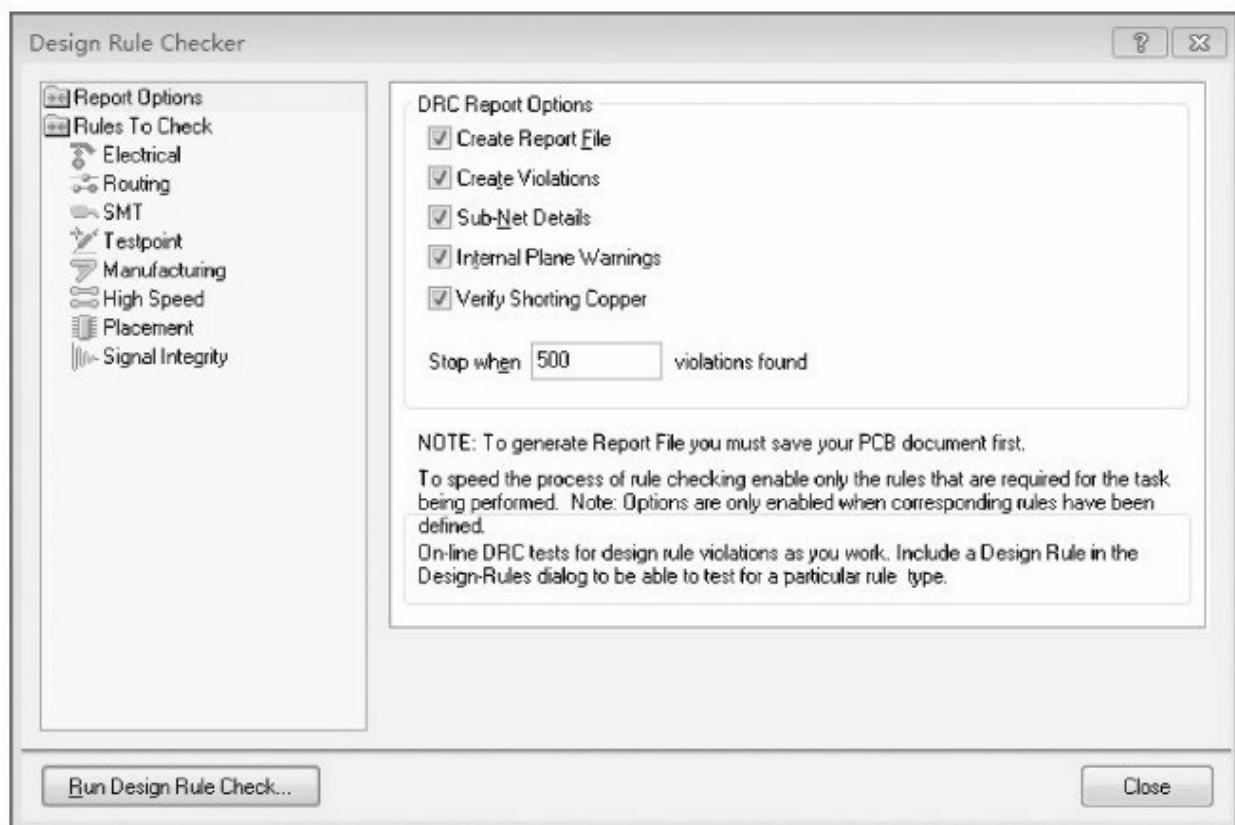 Design Rule Checker
Report Options
Rules To Check
Electrical
Routing
SMT
Testpoint
Manufacturing
High Speed
Placement
Signal Integrity
DRC Report Options
Create Report File
Create Violations
Sub-Net Details
Internal Plane Warnings
Verify Shorting Copper
Stop when 500 violations found
NOTE: To generate Report File you must save your PCB document first.
To speed the process of rule checking enable only the rules that are required for the task
being performed. Note: Options are only enabled when corresponding rules have been
defined.
On-line DRC tests for design rule violations as you work. Include a Design Rule in the
Design-Rules dialog to be able to test for a particular rule type.
Run Design Rule Check...
Close